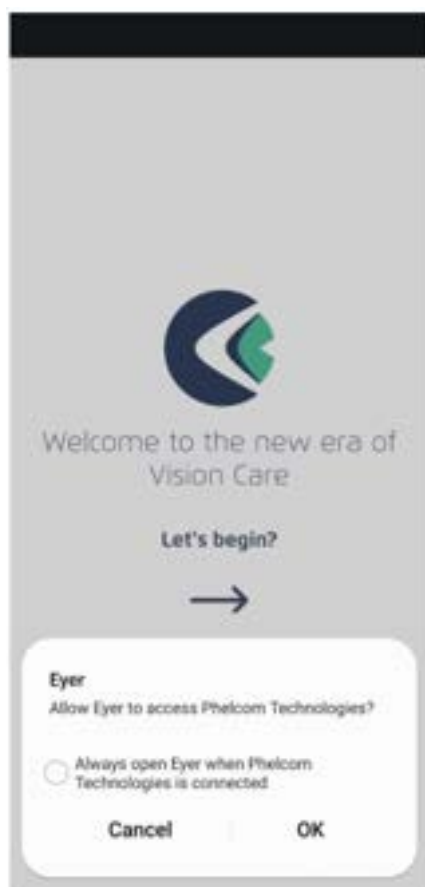 Welcome to the new era of
Vision Care
Let's begin?
Eyer
Allow Eyer to access Phelcom Technologies?
Always open Eyer when Phelcom
Technologies is connected
Cancel
OK